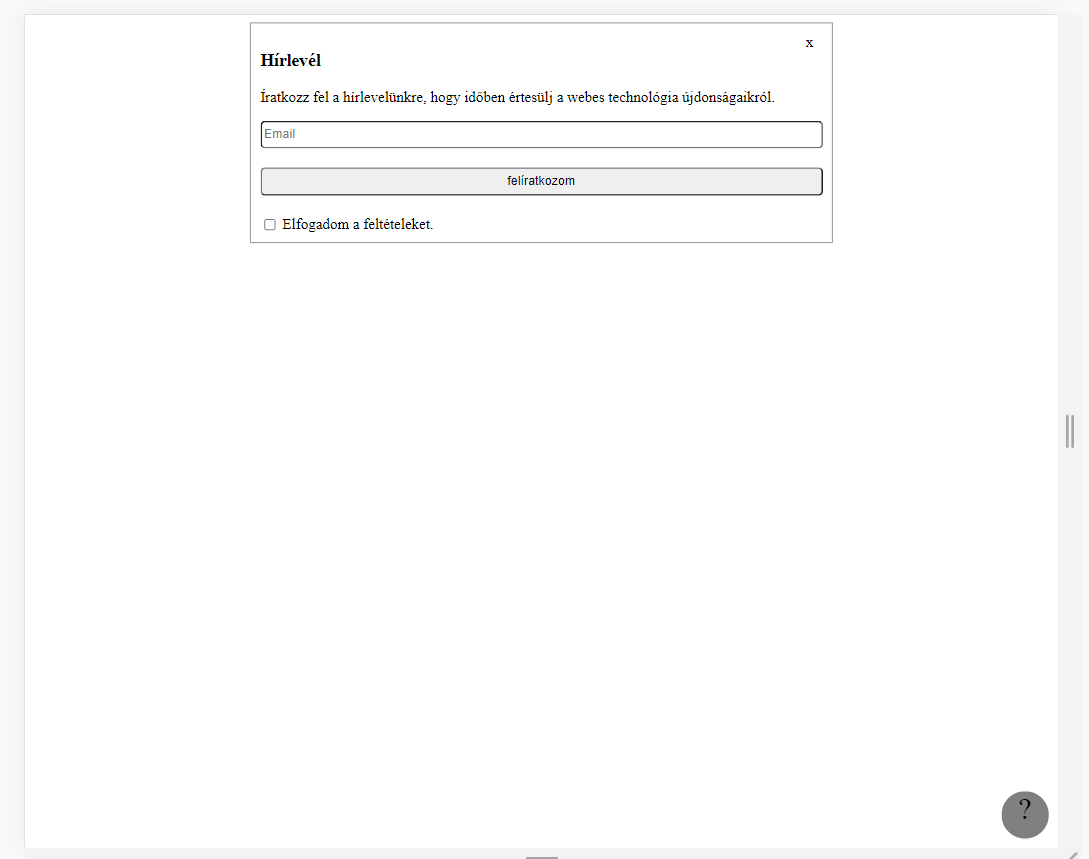 x
Hírlevél
Íratkozz fel a hírlevelünkre, hogy időben értesülj a webes technológia újdonságaikról.
Email
felíratkozom
Elfogadom a feltételeket.
?